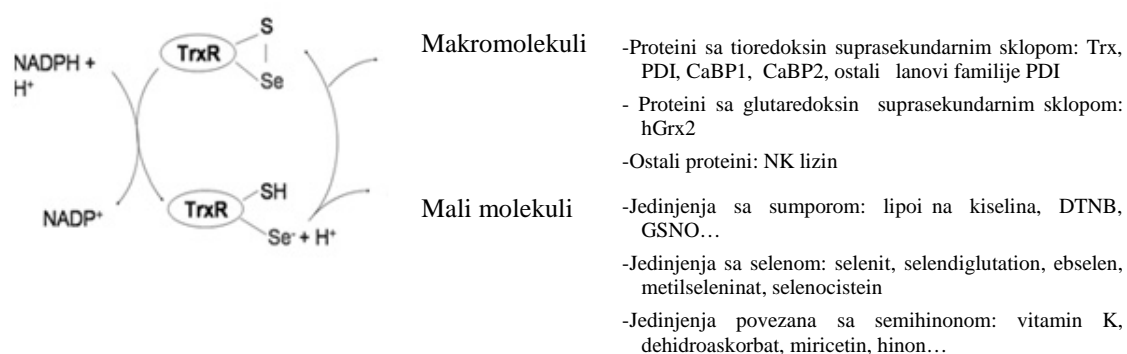 NADPH +
H⁺
TrxR
S
Se
NADP⁺
TrxR
SH
Se⁻ + H⁺
Makromolekuli
-Proteini sa tioredoksin suprasekundarnim sklopom: Trx,
PDI, CaBP1, CaBP2, ostali lanovi familije PDI
- Proteini sa glutaredoksin suprasekundarnim sklopom:
hGrx2
-Ostali proteini: NK lizin
Mali molekuli
-Jedinjenja sa sumporom: lipoi na kiselina, DTNB,
GSNO…
-Jedinjenja sa selenom: selenit, selendiglutation, ebselen,
metilseleninat, selenocistein
-Jedinjenja povezana sa semihinonom: vitamin K,
dehidroaskorbat, miricetin, hinon…